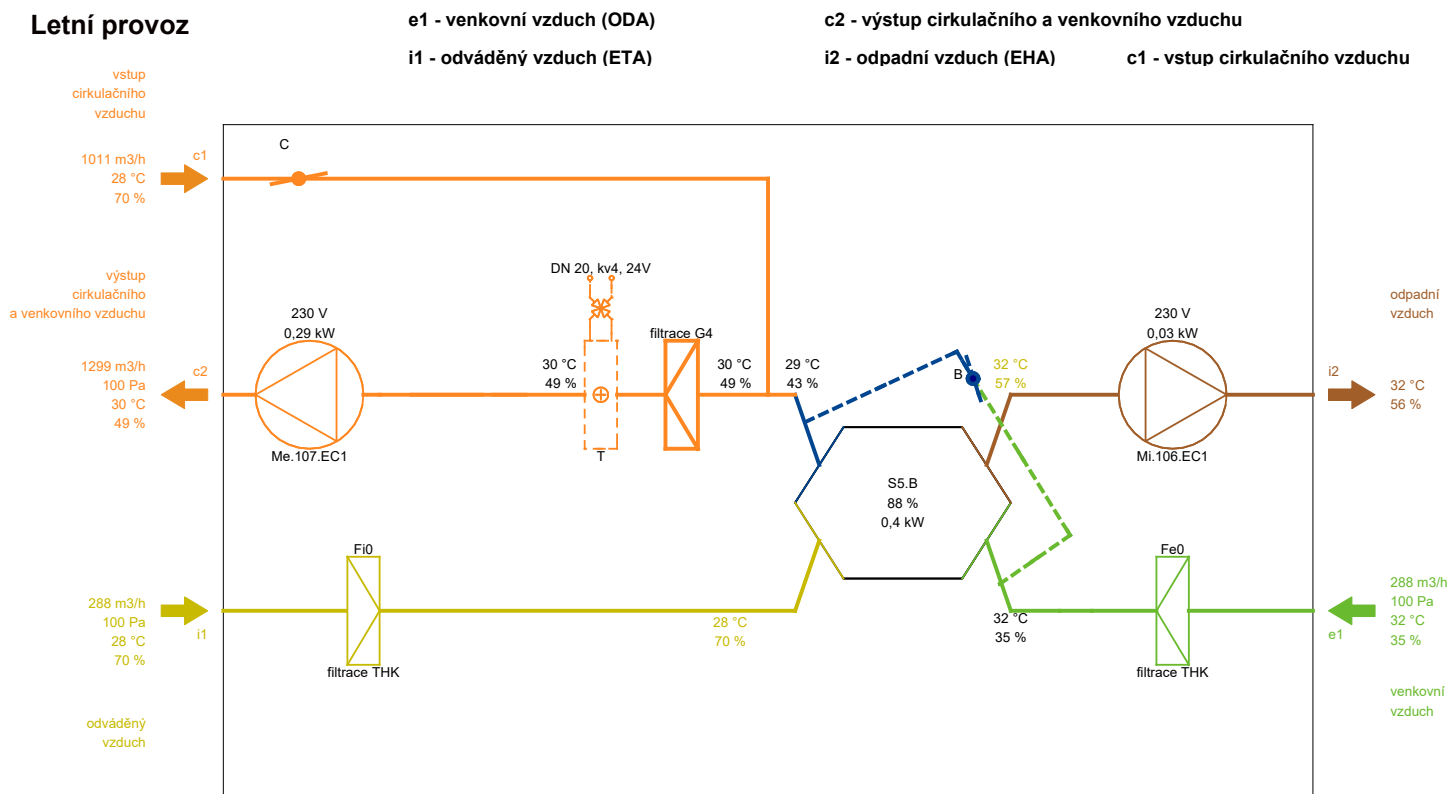 Letní provoz
e1 - venkovní vzduch (ODA)
c2 - výstup cirkulačního a venkovního vzduchu
i1 - odváděný vzduch (ETA)
i2 - odpadní vzduch (EHA)
c1 - vstup cirkulačního vzduchu
vstup
cirkulačního
vzduchu
1011 m3/h
28 °C
70 %
c1
C
výstup
cirkulačního
a venkovního vzduchu
1299 m3/h
100 Pa
30 °C
49 %
c2
230 V
0,29 kW
Me.107.EC1
DN 20, kv4, 24V
30 °C
49 %
T
filtrace G4
30 °C
49 %
29 °C
43 %
B
32 °C
57 %
230 V
0,03 kW
Mi.106.EC1
odpadní
vzduch
i2
32 °C
56 %
S5.B
88 %
0,4 kW
288 m3/h
100 Pa
28 °C
70 %
i1
Fi0
filtrace THK
28 °C
70 %
32 °C
35 %
Fe0
filtrace THK
288 m3/h
100 Pa
32 °C
35 %
e1
odváděný
vzduch
venkovní
vzduch